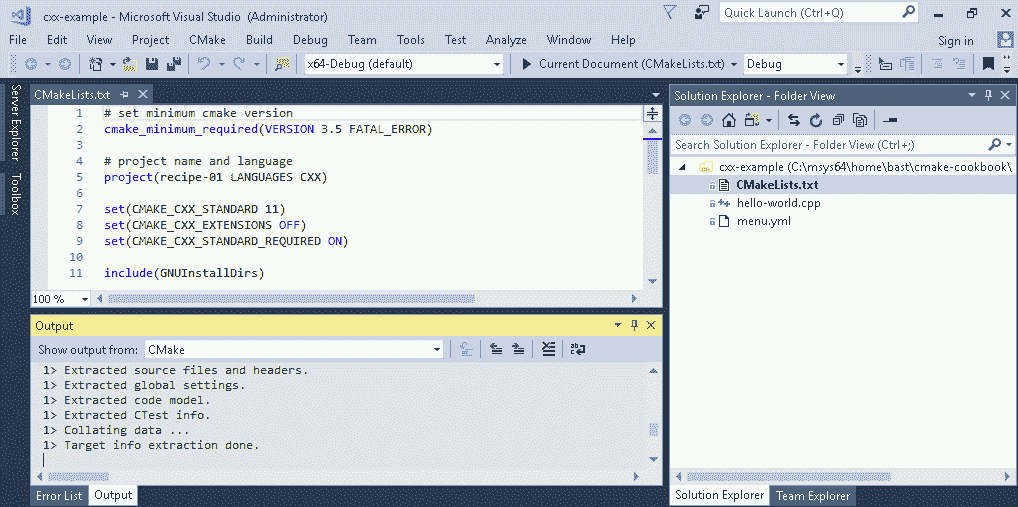 cxx-example - Microsoft Visual Studio (Administrator)
Quick Launch (Ctrl+Q)
File Edit View Project CMake Build Debug Team Tools Test Analyze Window Help
Sign in
x64-Debug (default)
Current Document (CMakeLists.txt)
Debug
Server Explorer
Toolbox
CMakeLists.txt
1 # set minimum cmake version
2 cmake_minimum_required(VERSION 3.5 FATAL_ERROR)
3
4 # project name and language
5 project(recipe-01 LANGUAGES CXX)
6
7 set(CMAKE_CXX_STANDARD 11)
8 set(CMAKE_CXX_EXTENSIONS OFF)
9 set(CMAKE_CXX_STANDARD_REQUIRED ON)
10
11 include(GNUInstallDirs)
100 %
Output
Show output from: CMake
1> Extracted source files and headers.
1> Extracted global settings.
1> Extracted code model.
1> Extracted CTest info.
1> Collating data ...
1> Target info extraction done.
Error List
Output
Solution Explorer - Folder View
Search Solution Explorer - Folder View (Ctrl+;)
cxx-example (C:\msys64\home\bast\cmake-cookbook\
CMakeLists.txt
hello-world.cpp
menu.yml
Solution Explorer
Team Explorer